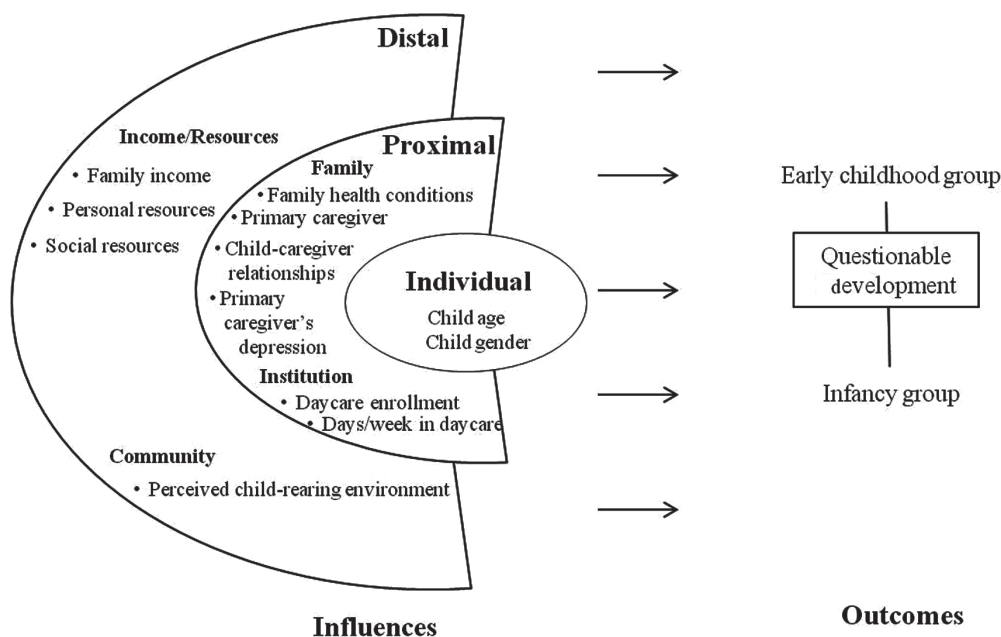 Distal
Income/Resources
• Family income
• Personal resources
• Social resources
Proximal
Family
• Family health conditions
• Primary caregiver
• Child-caregiver
relationships
• Primary
caregiver's
depression
Institution
• Daycare enrollment
• Days/week in daycare
Individual
Child age
Child gender
Community
• Perceived child-rearing environment
Influences
Early childhood group
Questionable
development
Infancy group
Outcomes